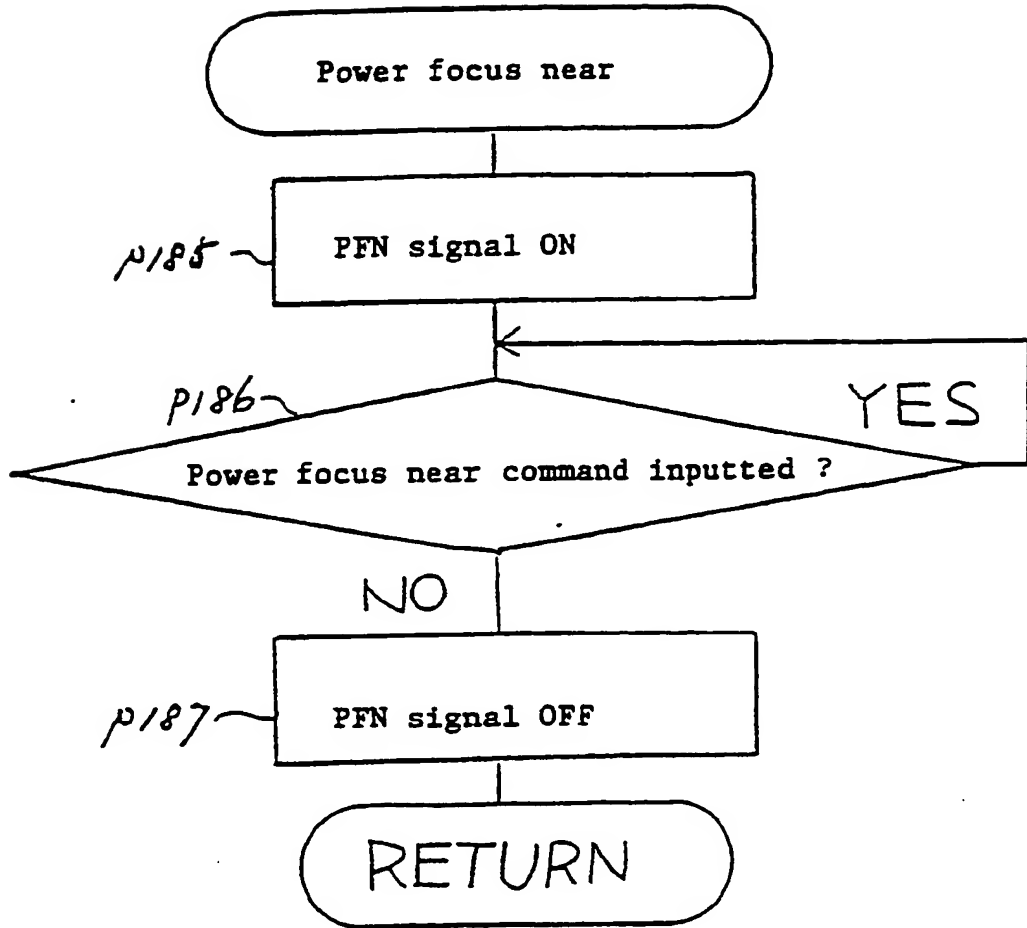 Power focus near
p185
PFN signal ON
p186
YES
Power focus near command inputted ?
NO
p187
PFN signal OFF
RETURN